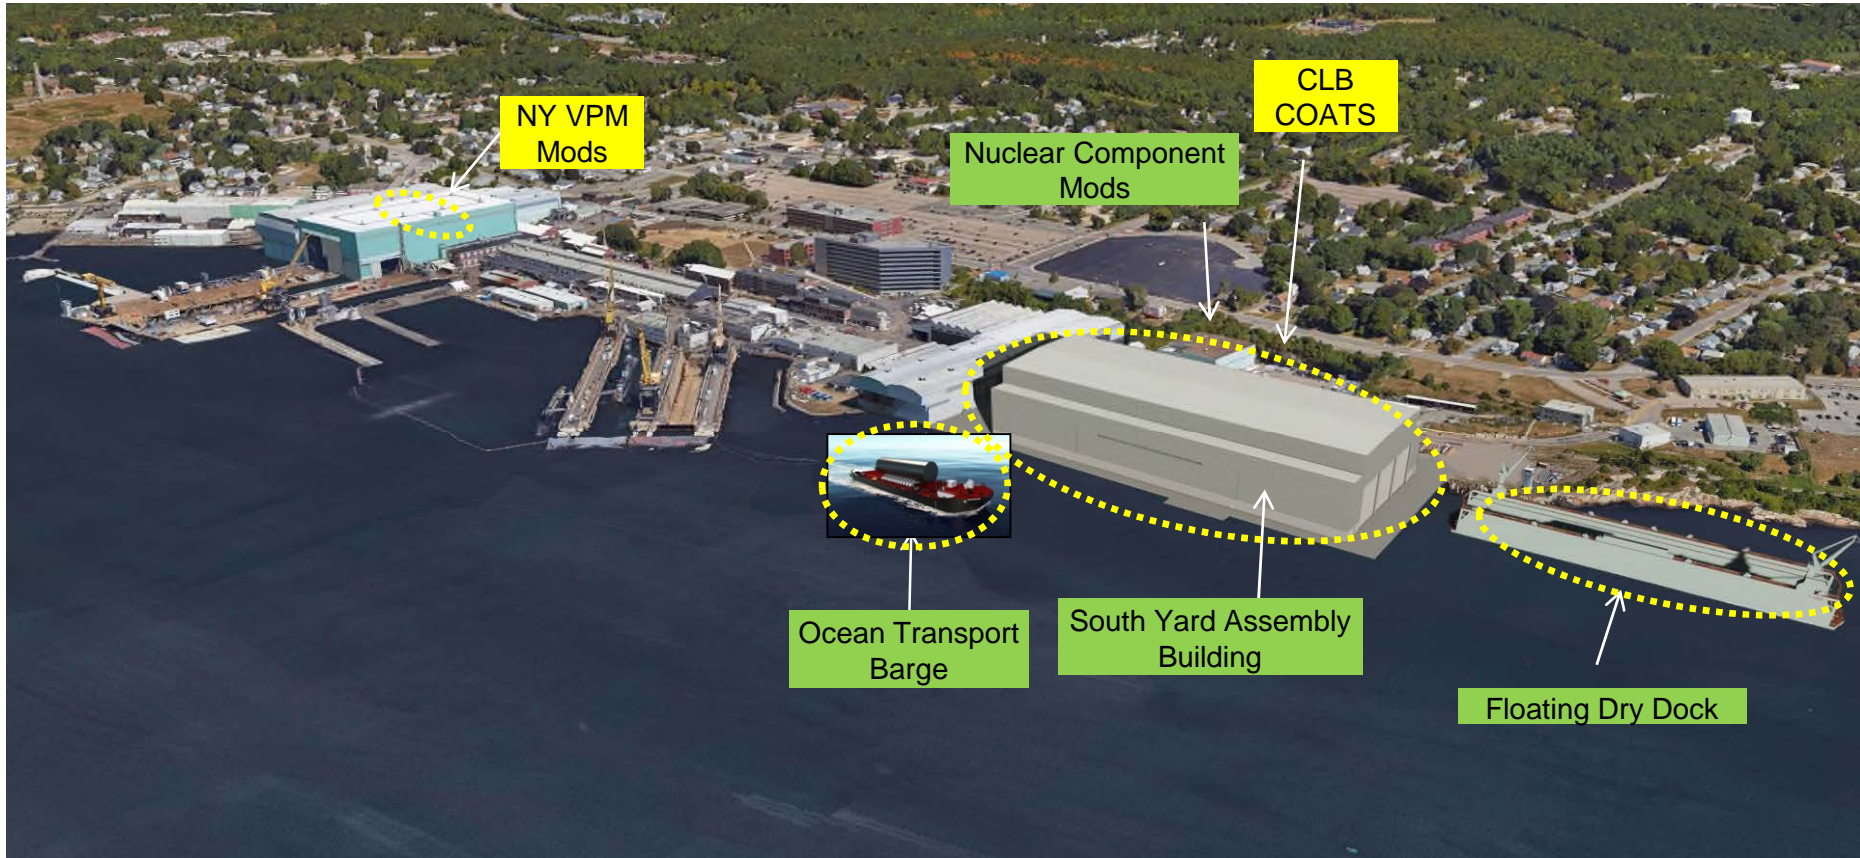 CLB
COATS
NY VPM
Mods
Nuclear Component
Mods
Ocean Transport
Barge
South Yard Assembly
Building
Floating Dry Dock